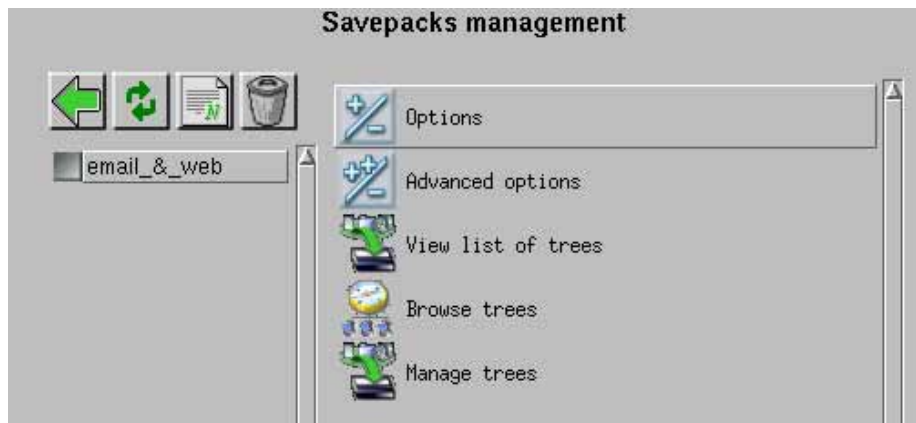 Savepacks management
N
email_&_web
Options
Advanced options
View list of trees
Browse trees
Manage trees